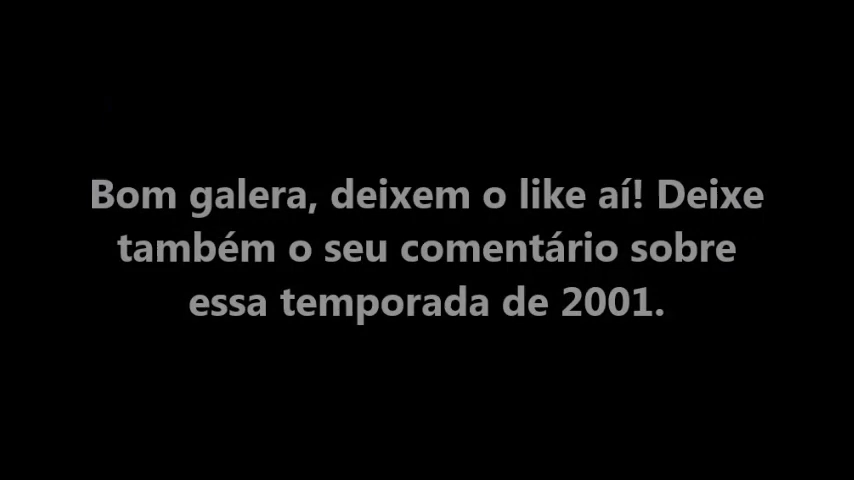 Bom galera, deixem o like aí! Deixe
também o seu comentário sobre
essa temporada de 2001.